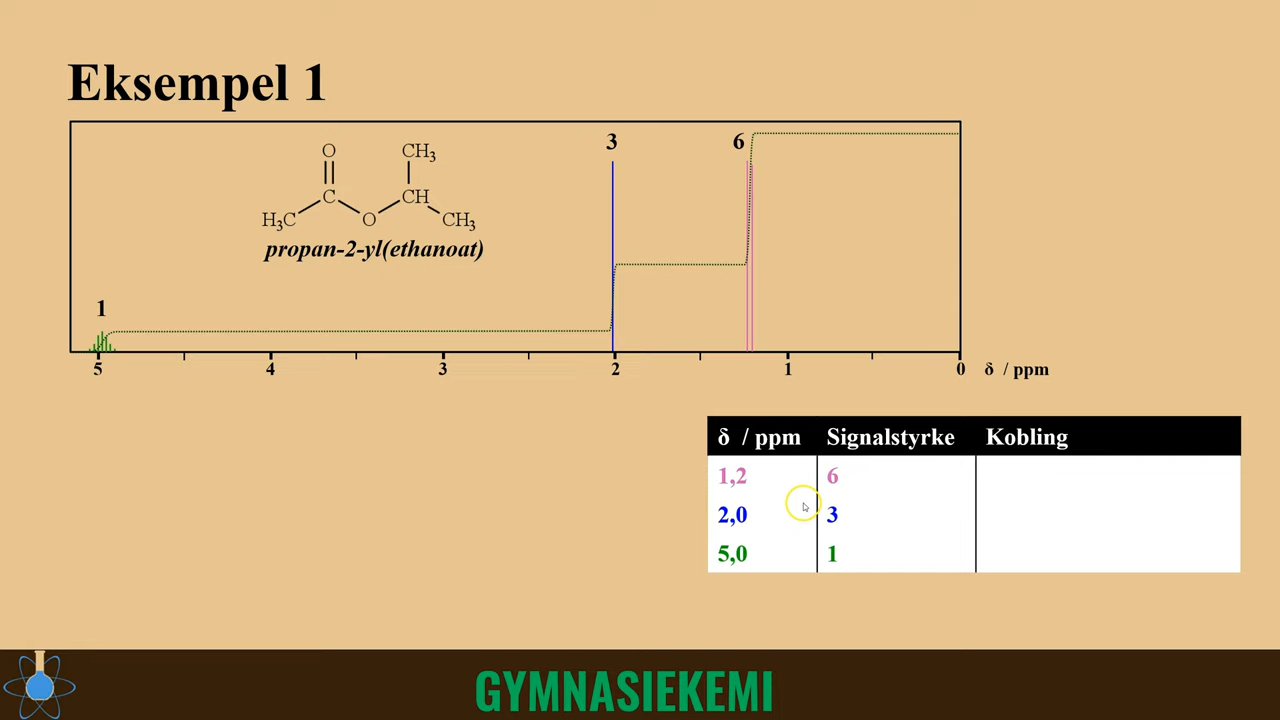 Eksempel 1
3
6
O
CH₃
C
CH
H₃C
O
CH₃
propan-2-yl(ethanoat)
1
5
4
3
2
1
0
δ / ppm
δ / ppm Signalstyrke Kobling
1,2 6
2,0 3
5,0 1
GYMNASIEKEMI